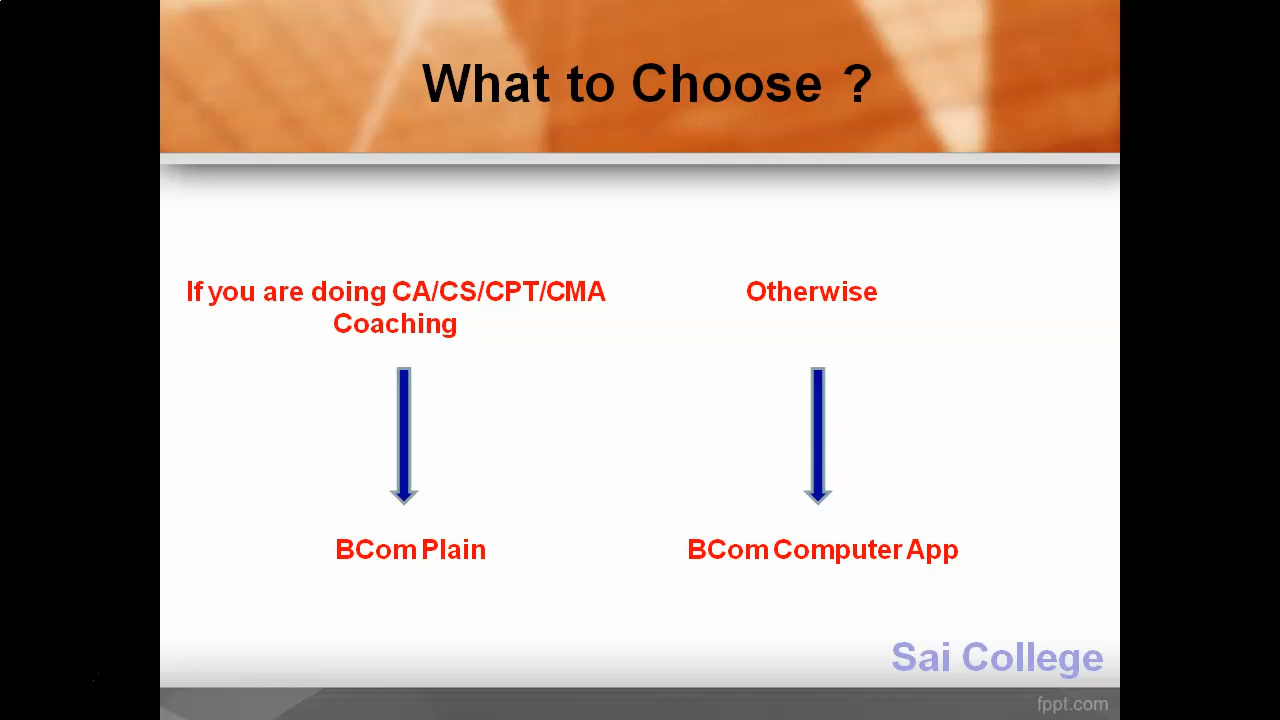 What to Choose ?
If you are doing CA/CS/CPT/CMA
Coaching
Otherwise
BCom Plain
BCom Computer App
Sai College
fppt.com